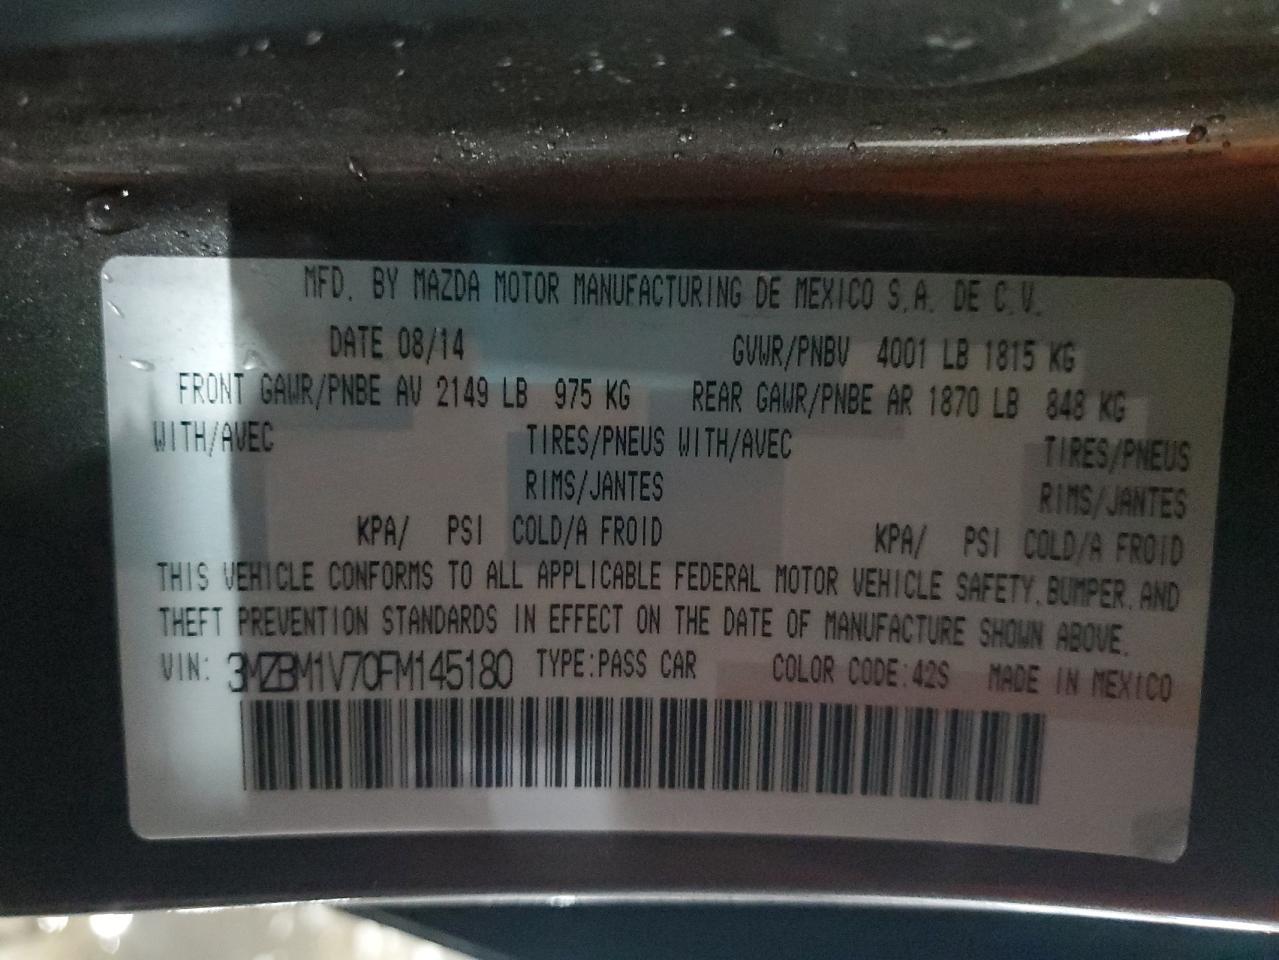 MFD. BY MAZDA MOTOR MANUFACTURING DE MEXICO S.A. DE C.V.
DATE 08/14 GVWR/PNBV 4001 LB 1815 KG
FRONT GAWR/PNBE AV 2149 LB 975 KG REAR GAWR/PNBE AR 1870 LB 848 KG
WITH/AVEC TIRES/PNEUS WITH/AVEC TIRES/PNEUS
RIMS/JANTES RIMS/JANTES
KPA/ PSI COLD/A FROID KPA/ PSI COLD/A FROID
THIS VEHICLE CONFORMS TO ALL APPLICABLE FEDERAL MOTOR VEHICLE SAFETY,BUMPER,AND
THEFT PREVENTION STANDARDS IN EFFECT ON THE DATE OF MANUFACTURE SHOWN ABOVE.
VIN: 3MZBM1V70FM145180 TYPE:PASS CAR COLOR CODE:42S MADE IN MEXICO